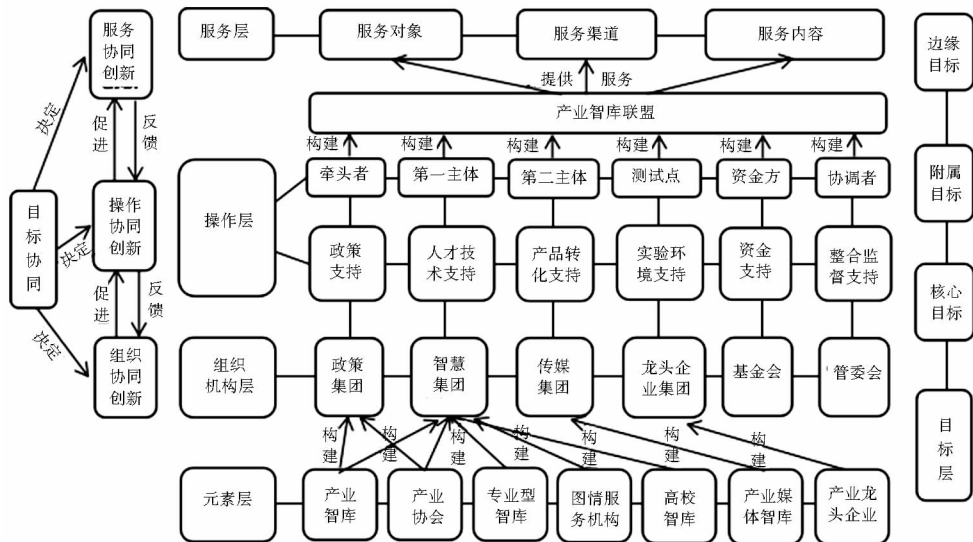 服务
协同
创新
决定
促进
反馈
目标协同
决定
操作
协同
创新
促进
反馈
决定
组织
协同
创新
服务层
服务对象
服务渠道
服务内容
提供
服务
产业智库联盟
构建
构建
构建
构建
构建
构建
操作层
牵头者
第一主体
第二主体
测试点
资金方
协调者
政策
支持
人才技
术支持
产品转
化支持
实验环
境支持
资金
支持
整合监
督支持
组织
机构层
政策
集团
智慧
集团
传媒
集团
龙头企
业集团
基金会
管委会
构建
构建
构建
构建
构建
构建
元素层
产业
智库
产业
协会
专业型
智库
图情服
务机构
高校
智库
产业媒
体智库
产业龙
头企业
边缘
目标
附属
目标
核心
目标
目标层